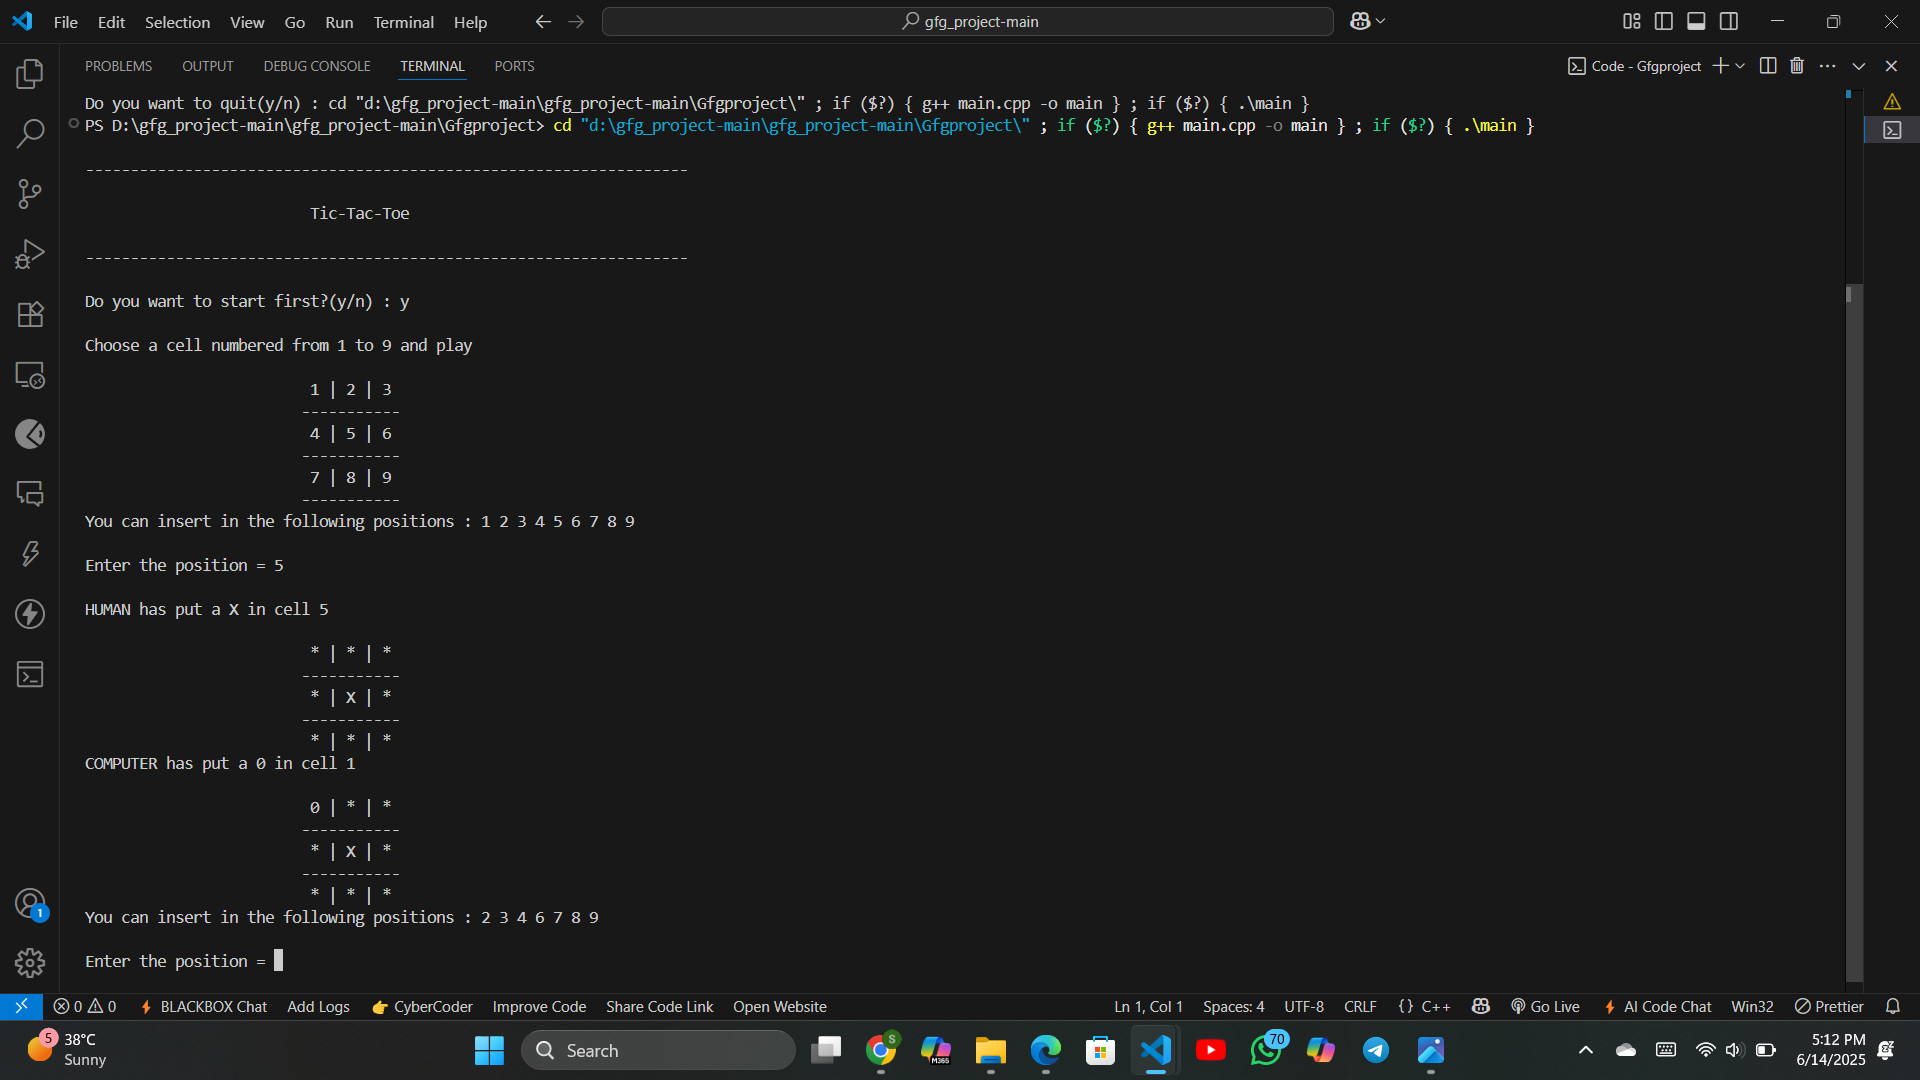 File Edit Selection View Go Run Terminal Help
gfg_project-main
PROBLEMS OUTPUT DEBUG CONSOLE TERMINAL PORTS
Code - Gfgproject
Do you want to quit(y/n) : cd "d:\gfg_project-main\gfg_project-main\Gfgproject\" ; if ($?) { g++ main.cpp -o main } ; if ($?) { .\main }
PS D:\gfg_project-main\gfg_project-main\Gfgproject> cd "d:\gfg_project-main\gfg_project-main\Gfgproject\" ; if ($?) { g++ main.cpp -o main } ; if ($?) { .\main }
-------------------------------------------------------------------
Tic-Tac-Toe
-------------------------------------------------------------------
Do you want to start first?(y/n) : y
Choose a cell numbered from 1 to 9 and play
1 | 2 | 3
-----------
4 | 5 | 6
-----------
7 | 8 | 9
-----------
You can insert in the following positions : 1 2 3 4 5 6 7 8 9
Enter the position = 5
HUMAN has put a X in cell 5
* | * | *
-----------
* | X | *
-----------
* | * | *
COMPUTER has put a 0 in cell 1
0 | * | *
-----------
* | X | *
-----------
* | * | *
You can insert in the following positions : 2 3 4 6 7 8 9
Enter the position =
1
0 0 BLACKBOX Chat Add Logs CyberCoder Improve Code Share Code Link Open Website Ln 1, Col 1 Spaces: 4 UTF-8 CRLF {} C++ Go Live AI Code Chat Win32 Prettier
5 38°C
Sunny
Search
S
M365
70
5:12 PM
6/14/2025